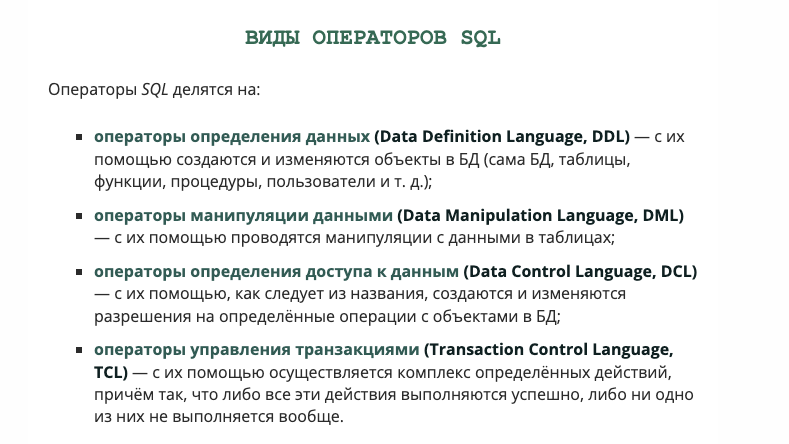 ВИДЫ ОПЕРАТОРОВ SQL
Операторы SQL делятся на:
▪ операторы определения данных (Data Definition Language, DDL) — с их
помощью создаются и изменяются объекты в БД (сама БД, таблицы,
функции, процедуры, пользователи и т. д.);
▪ операторы манипуляции данными (Data Manipulation Language, DML)
— с их помощью проводятся манипуляции с данными в таблицах;
▪ операторы определения доступа к данным (Data Control Language, DCL)
— с их помощью, как следует из названия, создаются и изменяются
разрешения на определённые операции с объектами в БД;
▪ операторы управления транзакциями (Transaction Control Language,
TCL) — с их помощью осуществляется комплекс определённых действий,
причём так, что либо все эти действия выполняются успешно, либо ни одно
из них не выполняется вообще.